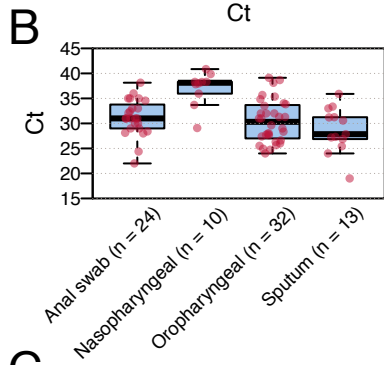 Ct
B
45
40
35
30
25
20
15
Ct
Anal swab (n = 24)
Nasopharyngeal (n = 10)
Oropharyngeal (n = 32)
Sputum (n = 13)